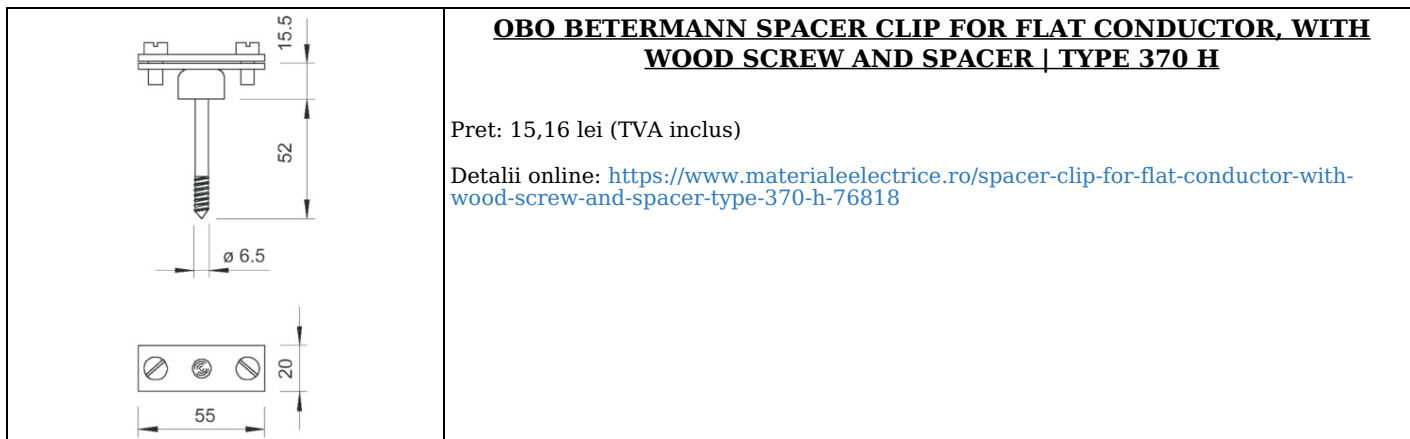 15.5
52
ø 6.5
20
55
OBO BETERMANN SPACER CLIP FOR FLAT CONDUCTOR, WITH
WOOD SCREW AND SPACER | TYPE 370 H
Pret: 15,16 lei (TVA inclus)
Detalii online: https://www.materialeelectrice.ro/spacer-clip-for-flat-conductor-with-
wood-screw-and-spacer-type-370-h-76818